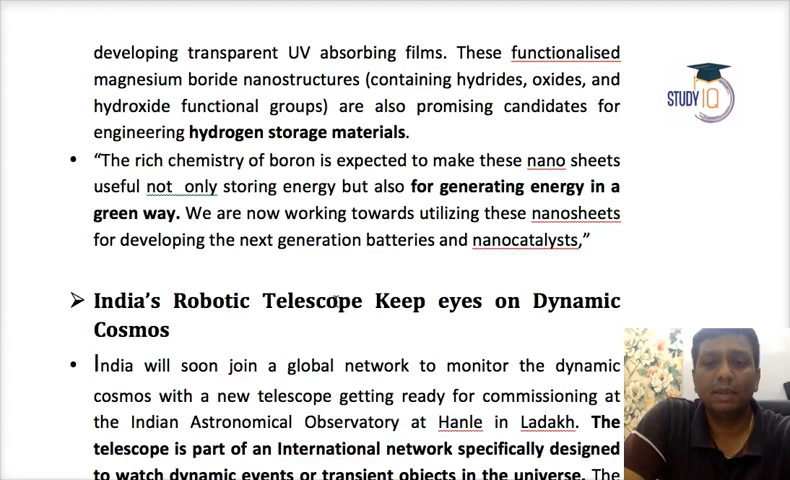 developing transparent UV absorbing films. These functionalised
magnesium boride nanostructures (containing hydrides, oxides, and
hydroxide functional groups) are also promising candidates for
engineering hydrogen storage materials.
• “The rich chemistry of boron is expected to make these nano sheets
useful not only storing energy but also for generating energy in a
green way. We are now working towards utilizing these nanosheets
for developing the next generation batteries and nanocatalysts,”
➢ India’s Robotic Telescope Keep eyes on Dynamic
Cosmos
• India will soon join a global network to monitor the dynamic
cosmos with a new telescope getting ready for commissioning at
the Indian Astronomical Observatory at Hanle in Ladakh. The
telescope is part of an International network specifically designed
to watch dynamic events or transient objects in the universe. The
STUDY IQ